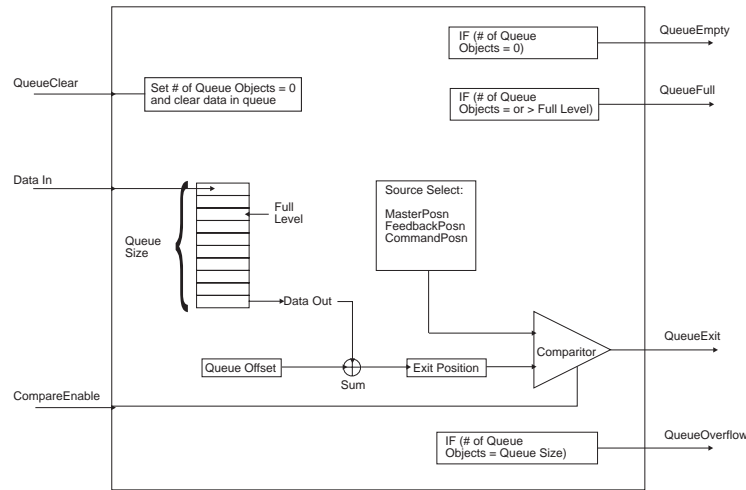 IF (# of Queue
Objects = 0)
QueueEmpty
QueueClear
Set # of Queue Objects = 0
and clear data in queue
IF (# of Queue
Objects = or > Full Level)
QueueFull
Data In
Full
Level
Queue
Size
Source Select:
MasterPosn
FeedbackPosn
CommandPosn
Data Out
Queue Offset
Sum
Exit Position
Comparitor
QueueExit
CompareEnable
IF (# of Queue
Objects = Queue Size)
QueueOverflow